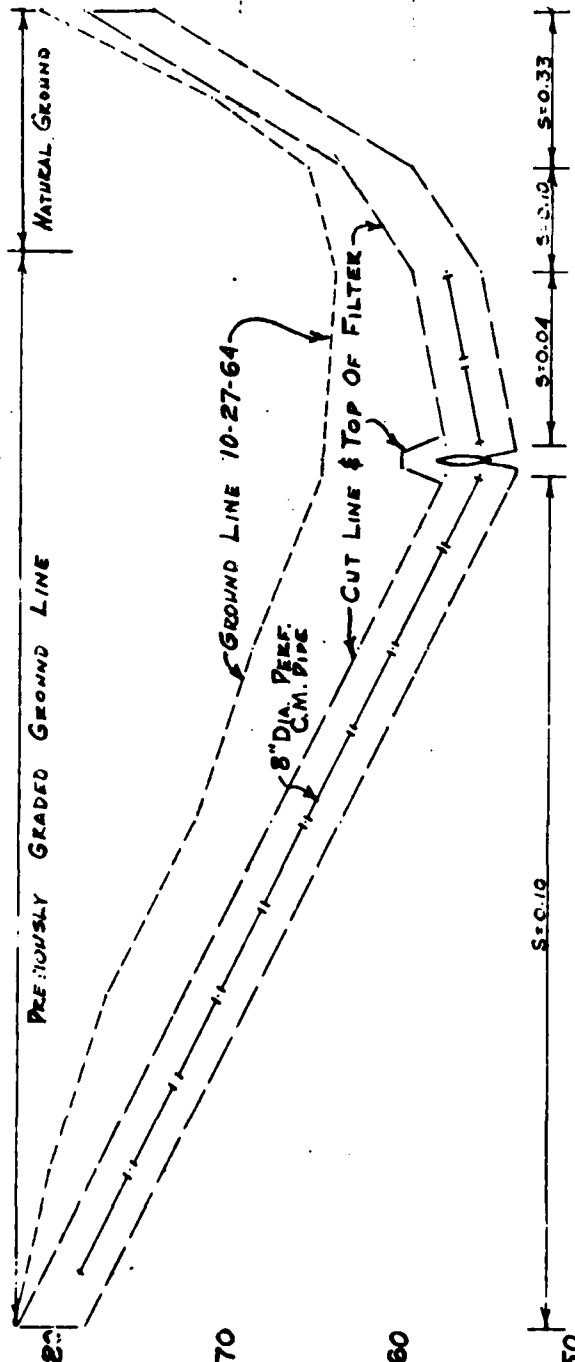 PREVIOUSLY GRADED GROUND LINE
NATURAL GROUND
GROUND LINE 10-27-64
CUT LINE & TOP OF FILTER
8" DIA. PERF.
C.M. PIPE
S=0.10
S=0.04
S=0.10
S=0.33
70
60
50